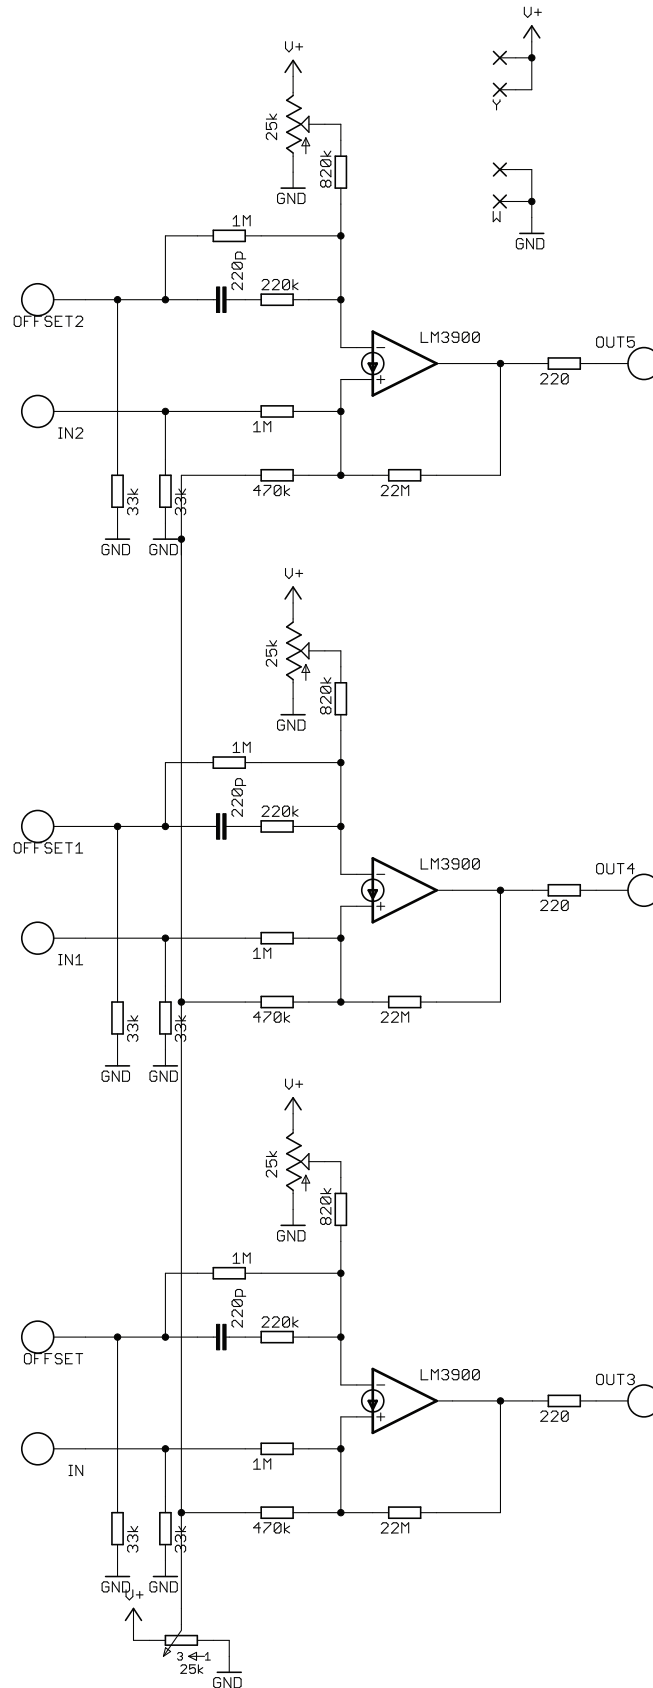 V+
V+
25k
Y
820k
GND
W
GND
1M
220p
220k
OFFSET2
LM3900
-
+
OUT5
220
IN2
1M
470k
22M
33k
33k
GND
GND
V+
25k
820k
GND
1M
220p
220k
OFFSET1
LM3900
-
+
OUT4
220
IN1
1M
470k
22M
33k
33k
GND
GND
V+
25k
820k
GND
1M
220p
220k
OFFSET
LM3900
-
+
OUT3
220
IN
1M
470k
22M
33k
33k
GND
GND
V+
3 1
25k
GND